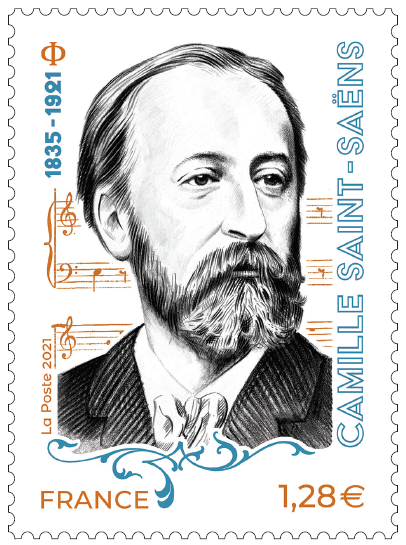 Φ
1835-1921
CAMILLE SAINT-SAËNS
La Poste 2021
FRANCE
1,28 €